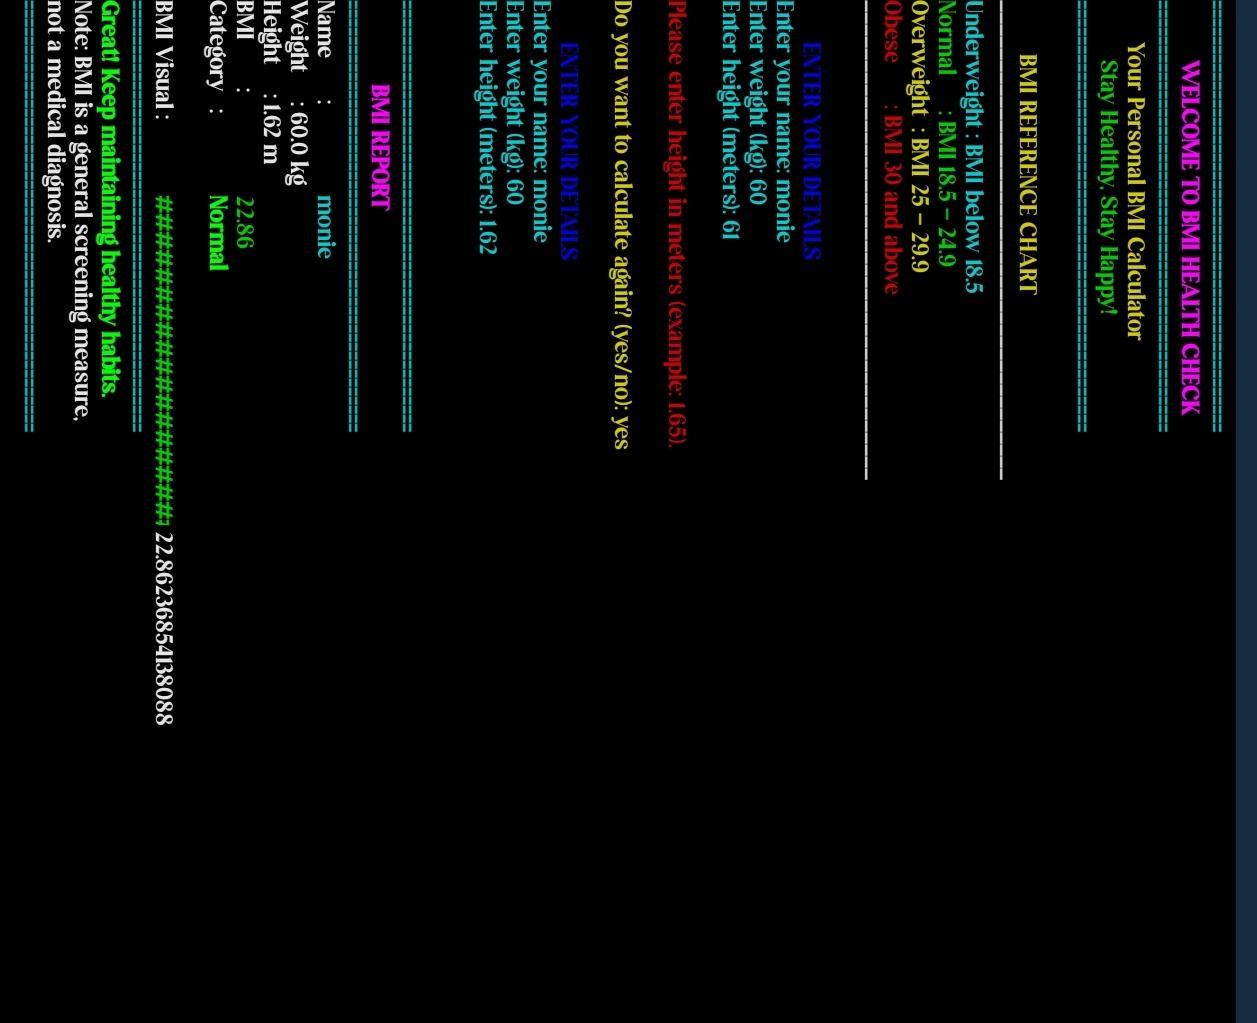 ================================================
WELCOME TO BMI HEALTH CHECK
================================================
Your Personal BMI Calculator
Stay Healthy, Stay Happy!
================================================
BMI REFERENCE CHART
----------------------------------------
Underweight : BMI below 18.5
Normal : BMI 18.5 – 24.9
Overweight : BMI 25 – 29.9
Obese : BMI 30 and above
----------------------------------------
ENTER YOUR DETAILS
Enter your name: monie
Enter weight (kg): 60
Enter height (meters): 61
Please enter height in meters (example: 1.65).
Do you want to calculate again? (yes/no): yes
ENTER YOUR DETAILS
Enter your name: monie
Enter weight (kg): 60
Enter height (meters): 1.62
================================================
BMI REPORT
================================================
Name : monie
Weight : 60.0 kg
Height : 1.62 m
BMI : 22.86
Category : Normal
BMI Visual : ################### 22.86236854138088
================================================
Great! Keep maintaining healthy habits.
Note: BMI is a general screening measure,
not a medical diagnosis.
================================================